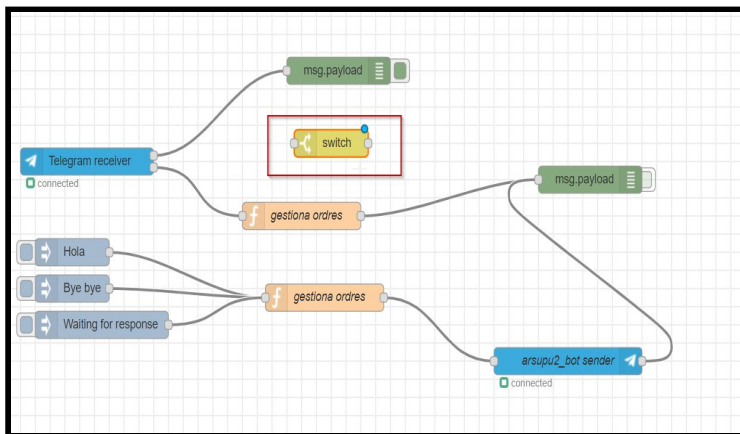 msg.payload
switch
Telegram receiver
connected
msg.payload
gestiona ordres
Hola
Bye bye
gestiona ordres
Waiting for response
arsupu2_bot sender
connected